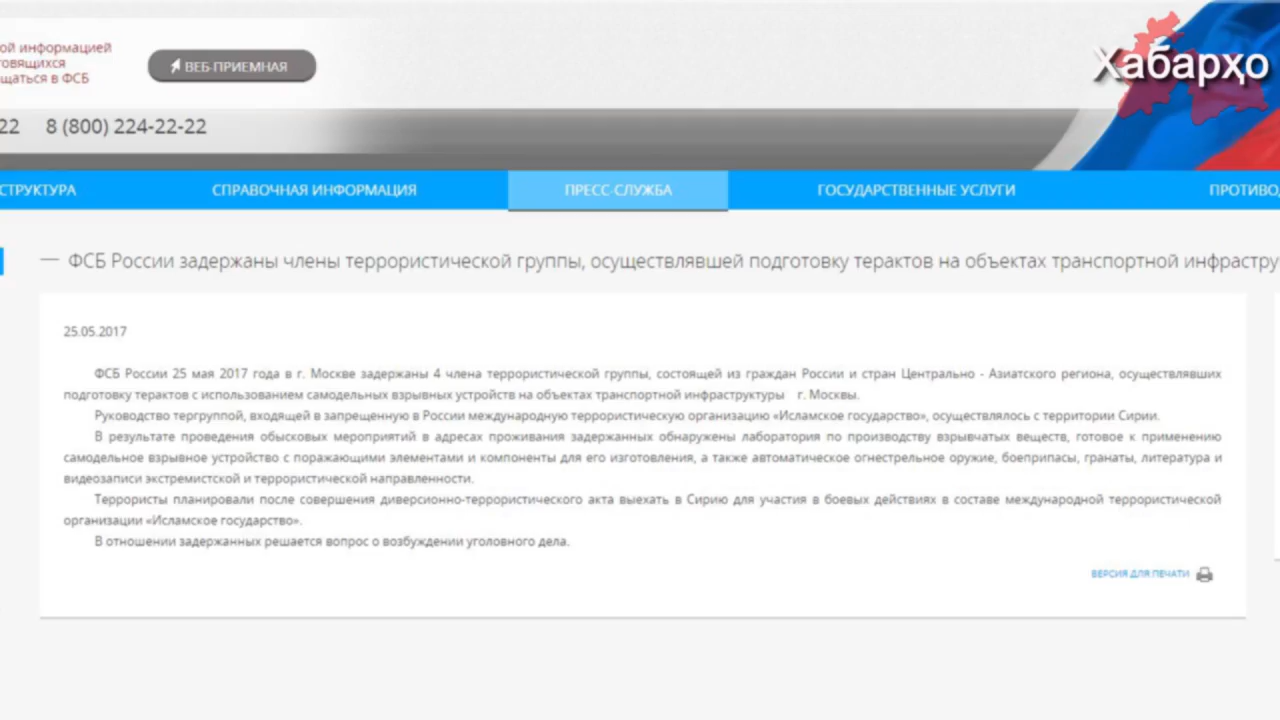 ой информацией
товящихся
щаться в ФСБ
ВЕБ-ПРИЕМНАЯ
Хабарҳо
22 8 (800) 224-22-22
СТРУКТУРА СПРАВОЧНАЯ ИНФОРМАЦИЯ ПРЕСС-СЛУЖБА ГОСУДАРСТВЕННЫЕ УСЛУГИ ПРОТИВОД
— ФСБ России задержаны члены террористической группы, осуществлявшей подготовку терактов на объектах транспортной инфрастру
25.05.2017
ФСБ России 25 мая 2017 года в г. Москве задержаны 4 члена террористической группы, состоящей из граждан России и стран Центрально - Азиатского региона, осуществлявших
подготовку терактов с использованием самодельных взрывных устройств на объектах транспортной инфраструктуры г. Москвы.
Руководство тергруппой, входящей в запрещенную в России международную террористическую организацию «Исламское государство», осуществлялось с территории Сирии.
В результате проведения обысковых мероприятий в адресах проживания задержанных обнаружены лаборатория по производству взрывчатых веществ, готовое к применению
самодельное взрывное устройство с поражающими элементами и компоненты для его изготовления, а также автоматическое огнестрельное оружие, боеприпасы, гранаты, литература и
видеозаписи экстремистской и террористической направленности.
Террористы планировали после совершения диверсионно-террористического акта выехать в Сирию для участия в боевых действиях в составе международной террористической
организации «Исламское государство».
В отношении задержанных решается вопрос о возбуждении уголовного дела.
ВЕРСИЯ ДЛЯ ПЕЧАТИ